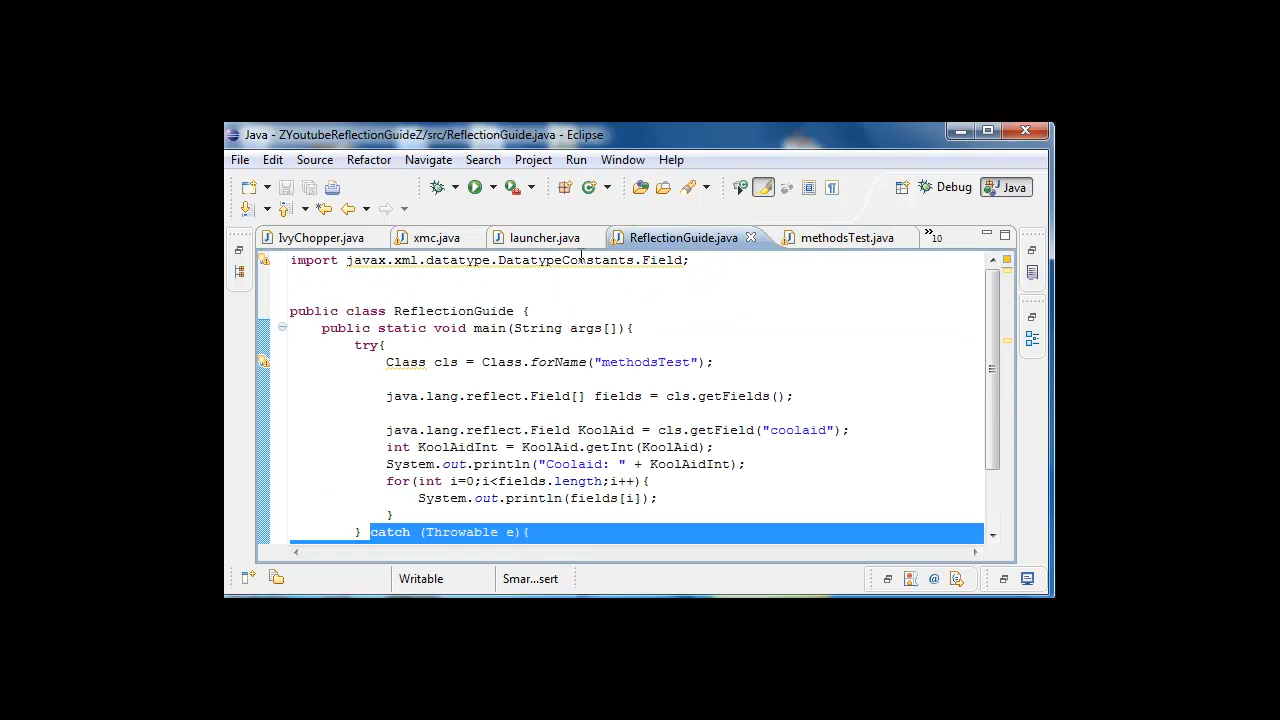 Java - ZYoutubeReflectionGuideZ/src/ReflectionGuide.java - Eclipse
File Edit Source Refactor Navigate Search Project Run Window Help
Debug Java
IvyChopper.java xmc.java launcher.java ReflectionGuide.java methodsTest.java »10
import javax.xml.datatype.DatatypeConstants.Field;
public class ReflectionGuide {
public static void main(String args[]){
try{
Class cls = Class.forName("methodsTest");
java.lang.reflect.Field[] fields = cls.getFields();
java.lang.reflect.Field KoolAid = cls.getField("coolaid");
int KoolAidInt = KoolAid.getInt(KoolAid);
System.out.println("Coolaid: " + KoolAidInt);
for(int i=0;i<fields.length;i++){
System.out.println(fields[i]);
}
} catch (Throwable e){
Writable Smar...sert